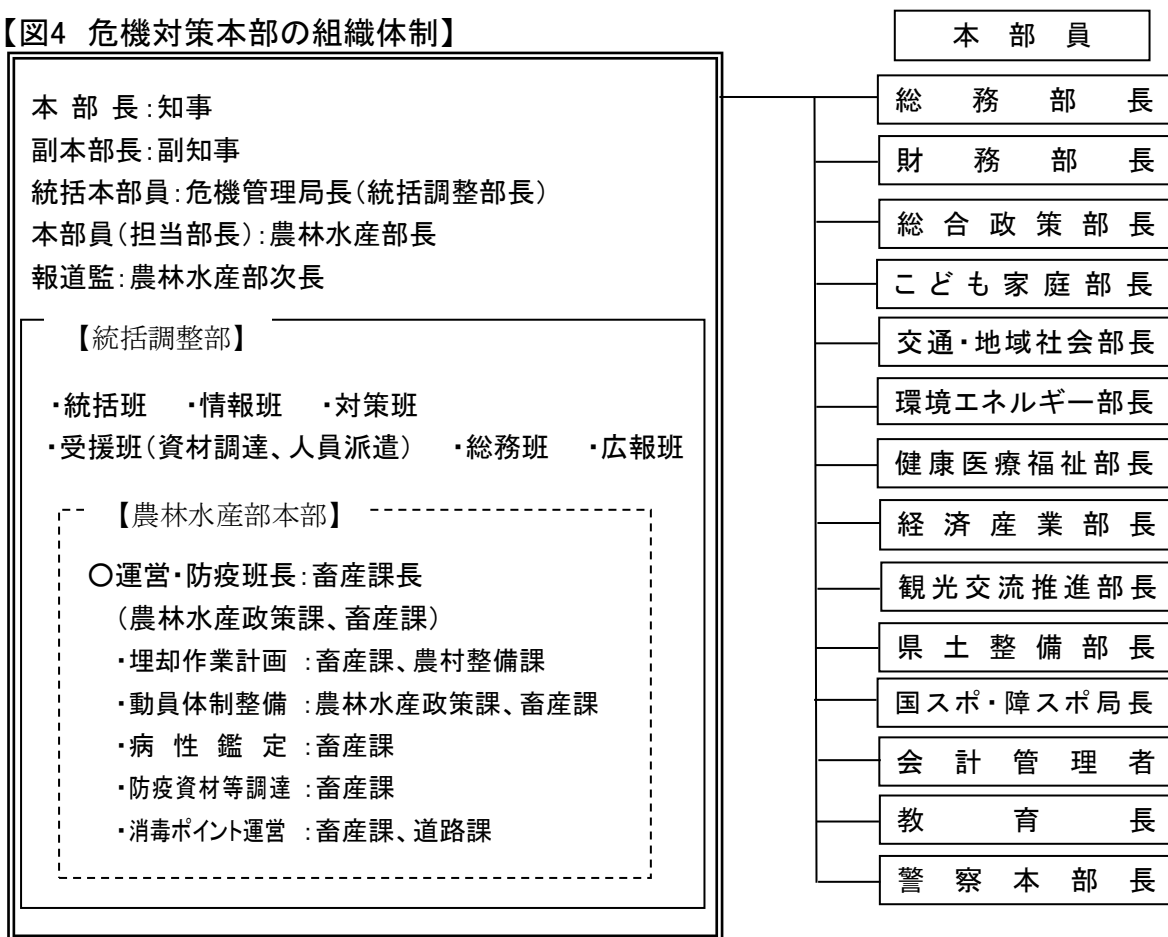 【図4 危機対策本部の組織体制】
本 部 長:知事
副本部長:副知事
統括本部員:危機管理局長(統括調整部長)
本部員(担当部長):農林水産部長
報道監:農林水産部次長
【統括調整部】
・統括班 ・情報班 ・対策班
・受援班(資材調達、人員派遣) ・総務班 ・広報班
【農林水産部本部】
○運営・防疫班長:畜産課長
(農林水産政策課、畜産課)
・埋却作業計画 :畜産課、農村整備課
・動員体制整備 :農林水産政策課、畜産課
・病 性 鑑 定 :畜産課
・防疫資材等調達 :畜産課
・消毒ポイント運営 :畜産課、道路課
本 部 員
総 務 部 長
財 務 部 長
総 合 政 策 部 長
こ ど も 家 庭 部 長
交通・地域社会部長
環境エネルギー部長
健康医療福祉部長
経 済 産 業 部 長
観光交流推進部長
県 土 整 備 部 長
国スポ・障スポ局長
会 計 管 理 者
教 育 長
警 察 本 部 長